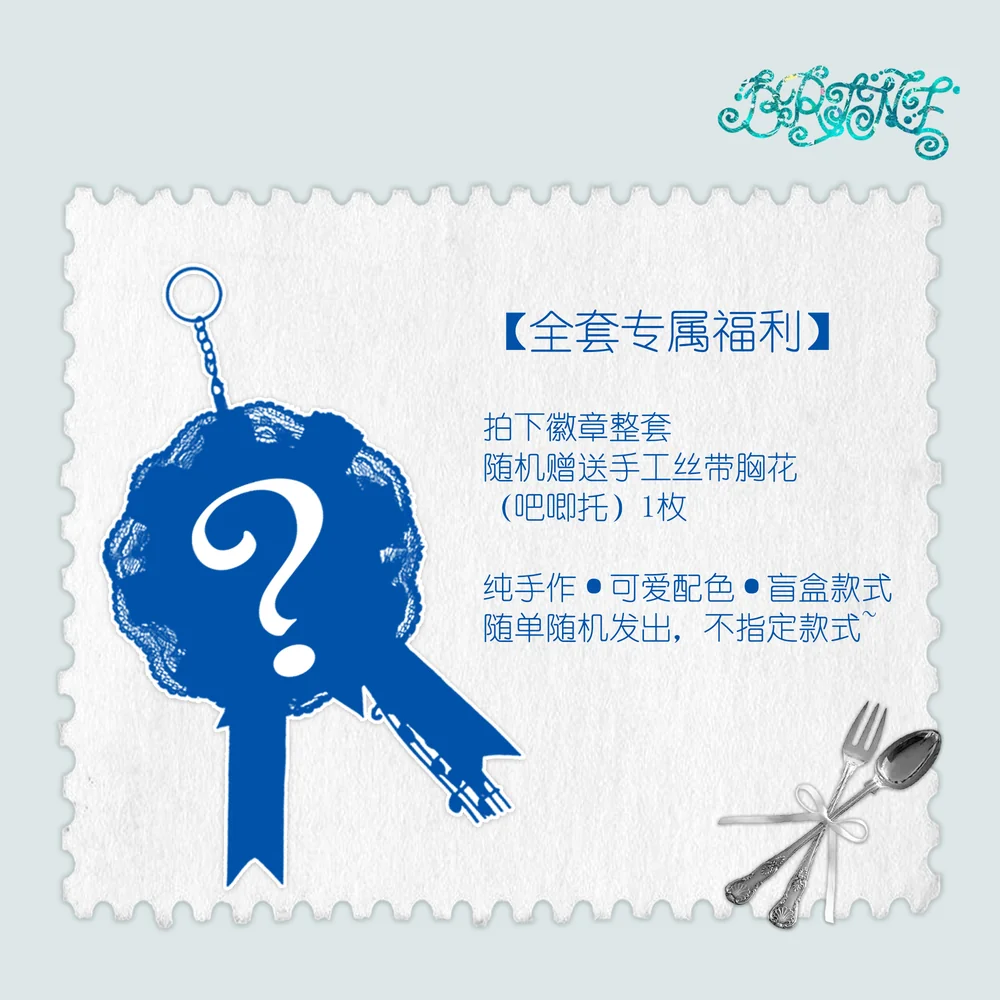 【全套专属福利】
拍下徽章整套
随机赠送手工丝带胸花
（吧唧托）1枚
纯手作•可爱配色•盲盒款式
随单随机发出，不指定款式~
?